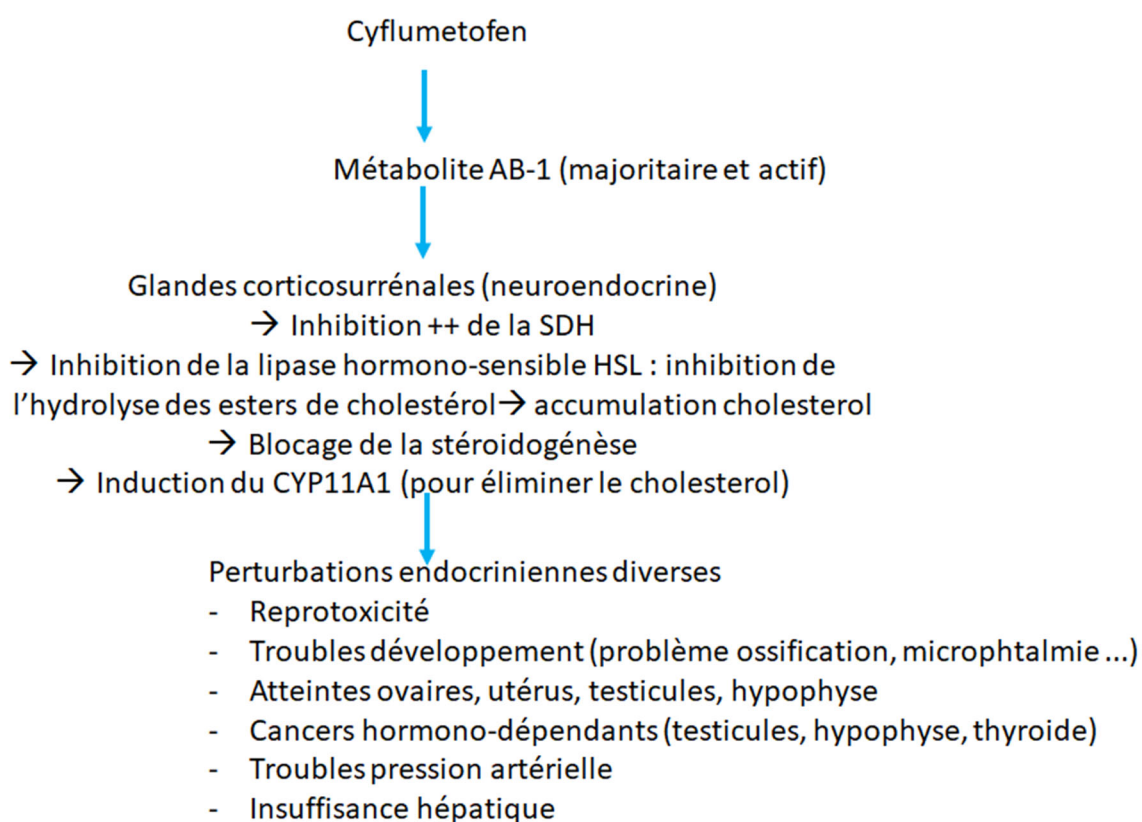 Cyflumetofen
Métabolite AB-1 (majoritaire et actif)
Glandes corticosurrénales (neuroendocrine)
→ Inhibition ++ de la SDH
→ Inhibition de la lipase hormono-sensible HSL : inhibition de
l’hydrolyse des esters de cholestérol→ accumulation cholesterol
→ Blocage de la stéroidogénèse
→ Induction du CYP11A1 (pour éliminer le cholesterol)
Perturbations endocriniennes diverses
- Reprotoxicité
- Troubles développement (problème ossification, microphtalmie ...)
- Atteintes ovaires, utérus, testicules, hypophyse
- Cancers hormono-dépendants (testicules, hypophyse, thyroide)
- Troubles pression artérielle
- Insuffisance hépatique